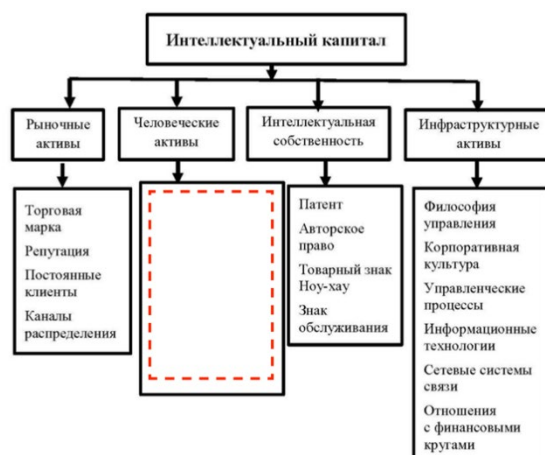 Интеллектуальный капитал
Рыночные
активы
Человеческие
активы
Интеллектуальная
собственность
Инфраструктурные
активы
Торговая
марка
Репутация
Постоянные
клиенты
Каналы
распределения
Патент
Авторское
право
Товарный знак
Ноу-хау
Знак
обслуживания
Философия
управления
Корпоративная
культура
Управленческие
процессы
Информационные
технологии
Сетевые системы
связи
Отношения
с финансовыми
кругами